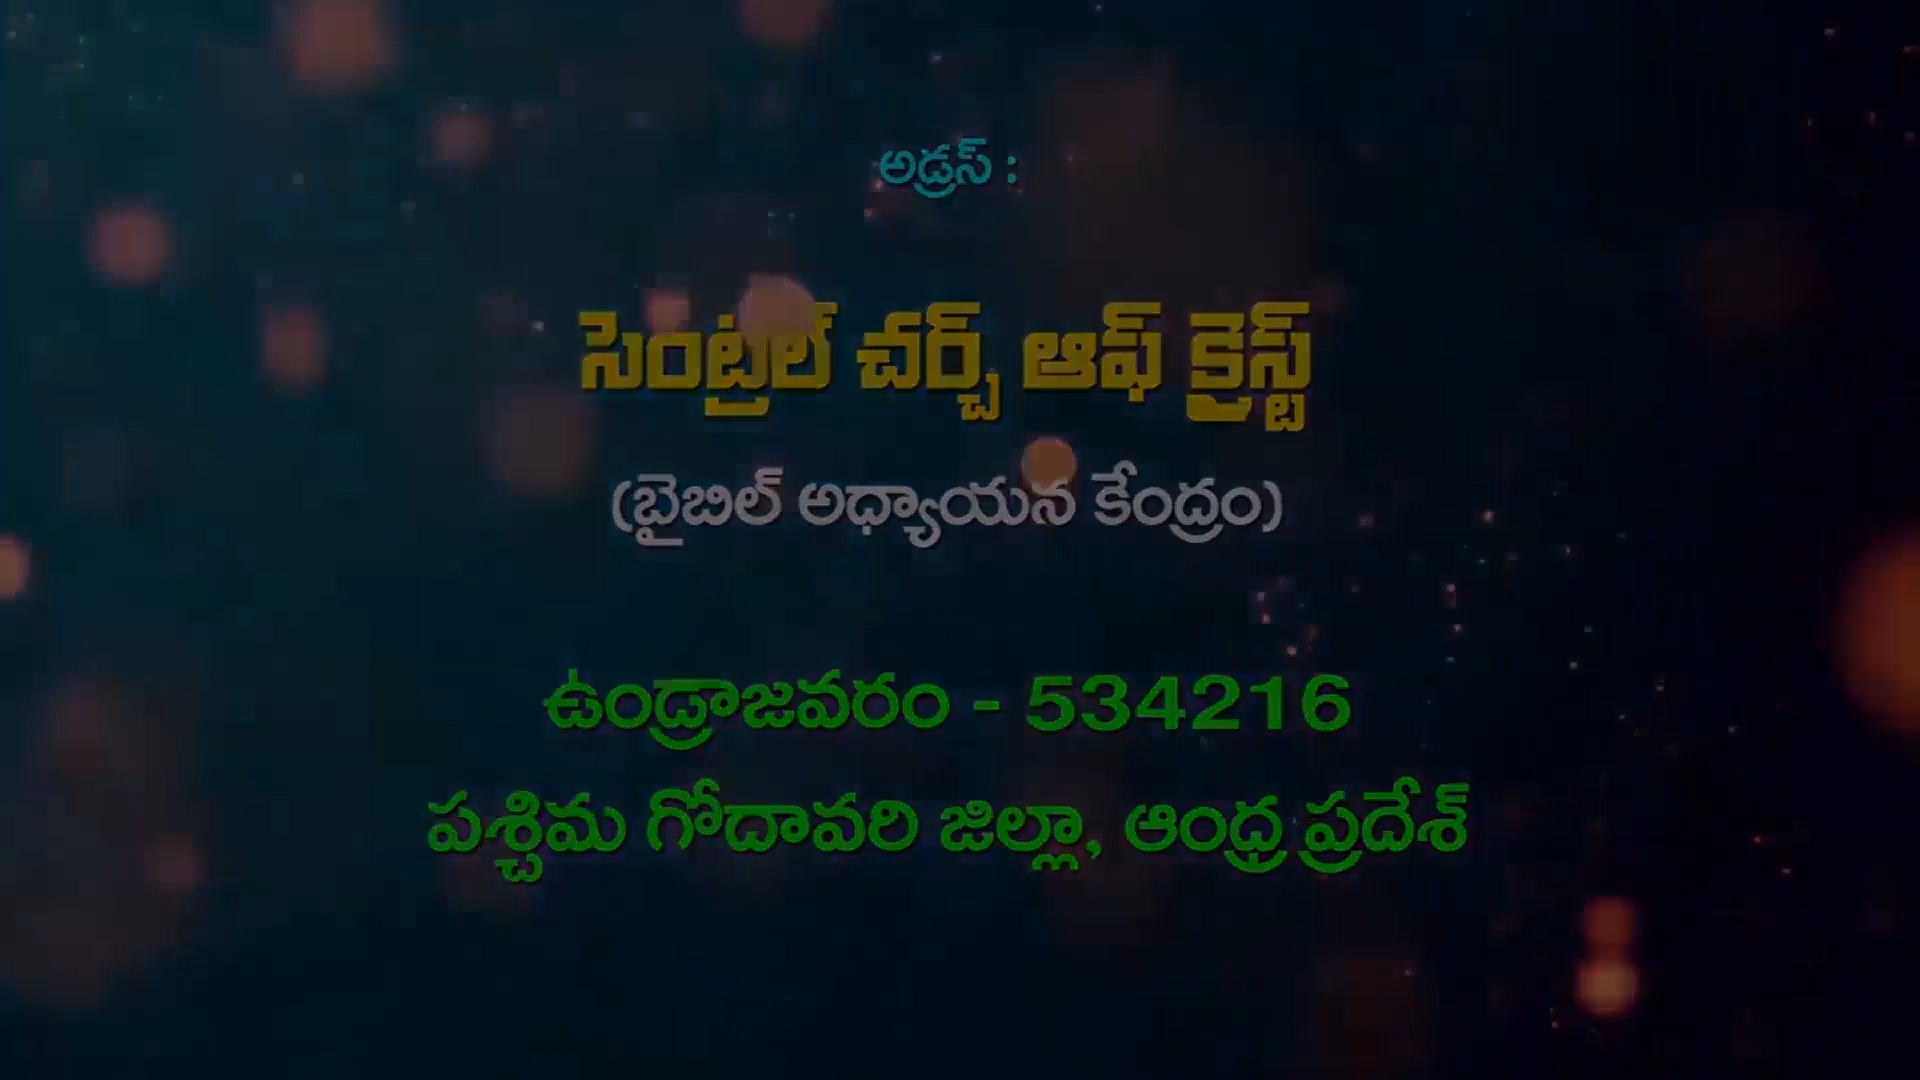 అడ్రస్ :
సెంట్రల్ చర్చ్ ఆఫ్ క్రైస్ట్
(బైబిల్ అధ్యాయన కేంద్రం)
ఉండ్రాజవరం - 534216
పశ్చిమ గోదావరి జిల్లా, ఆంధ్ర ప్రదేశ్